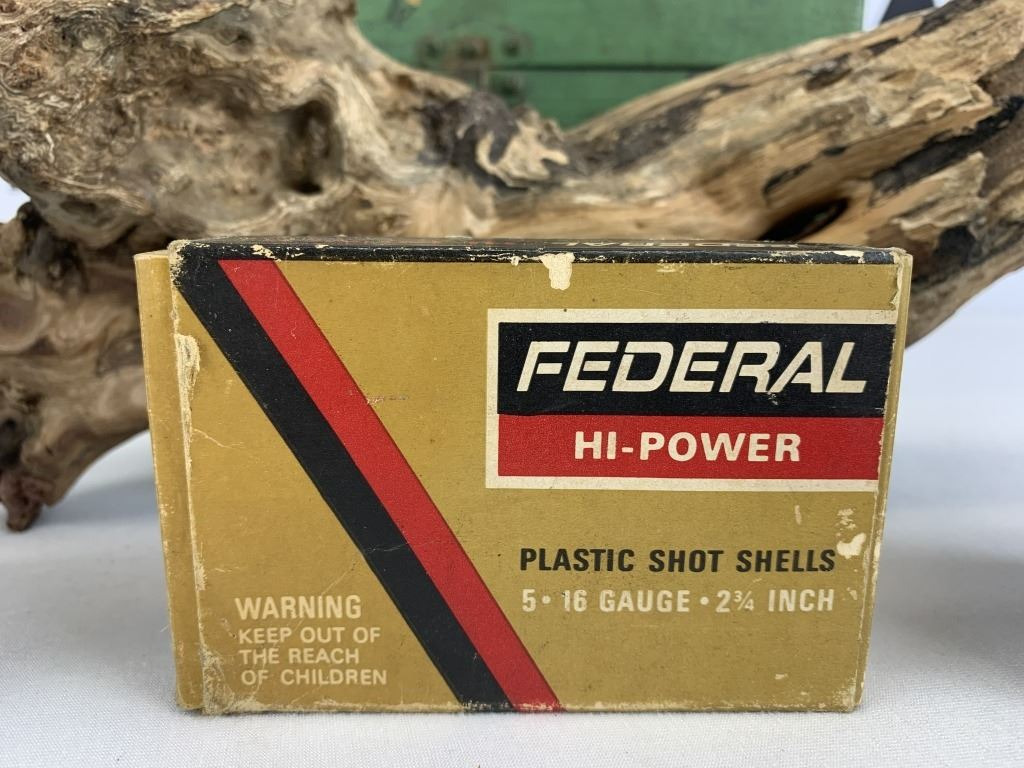 FEDERAL
HI-POWER
PLASTIC SHOT SHELLS
5 • 16 GAUGE • 2¾ INCH
WARNING
KEEP OUT OF
THE REACH
OF CHILDREN